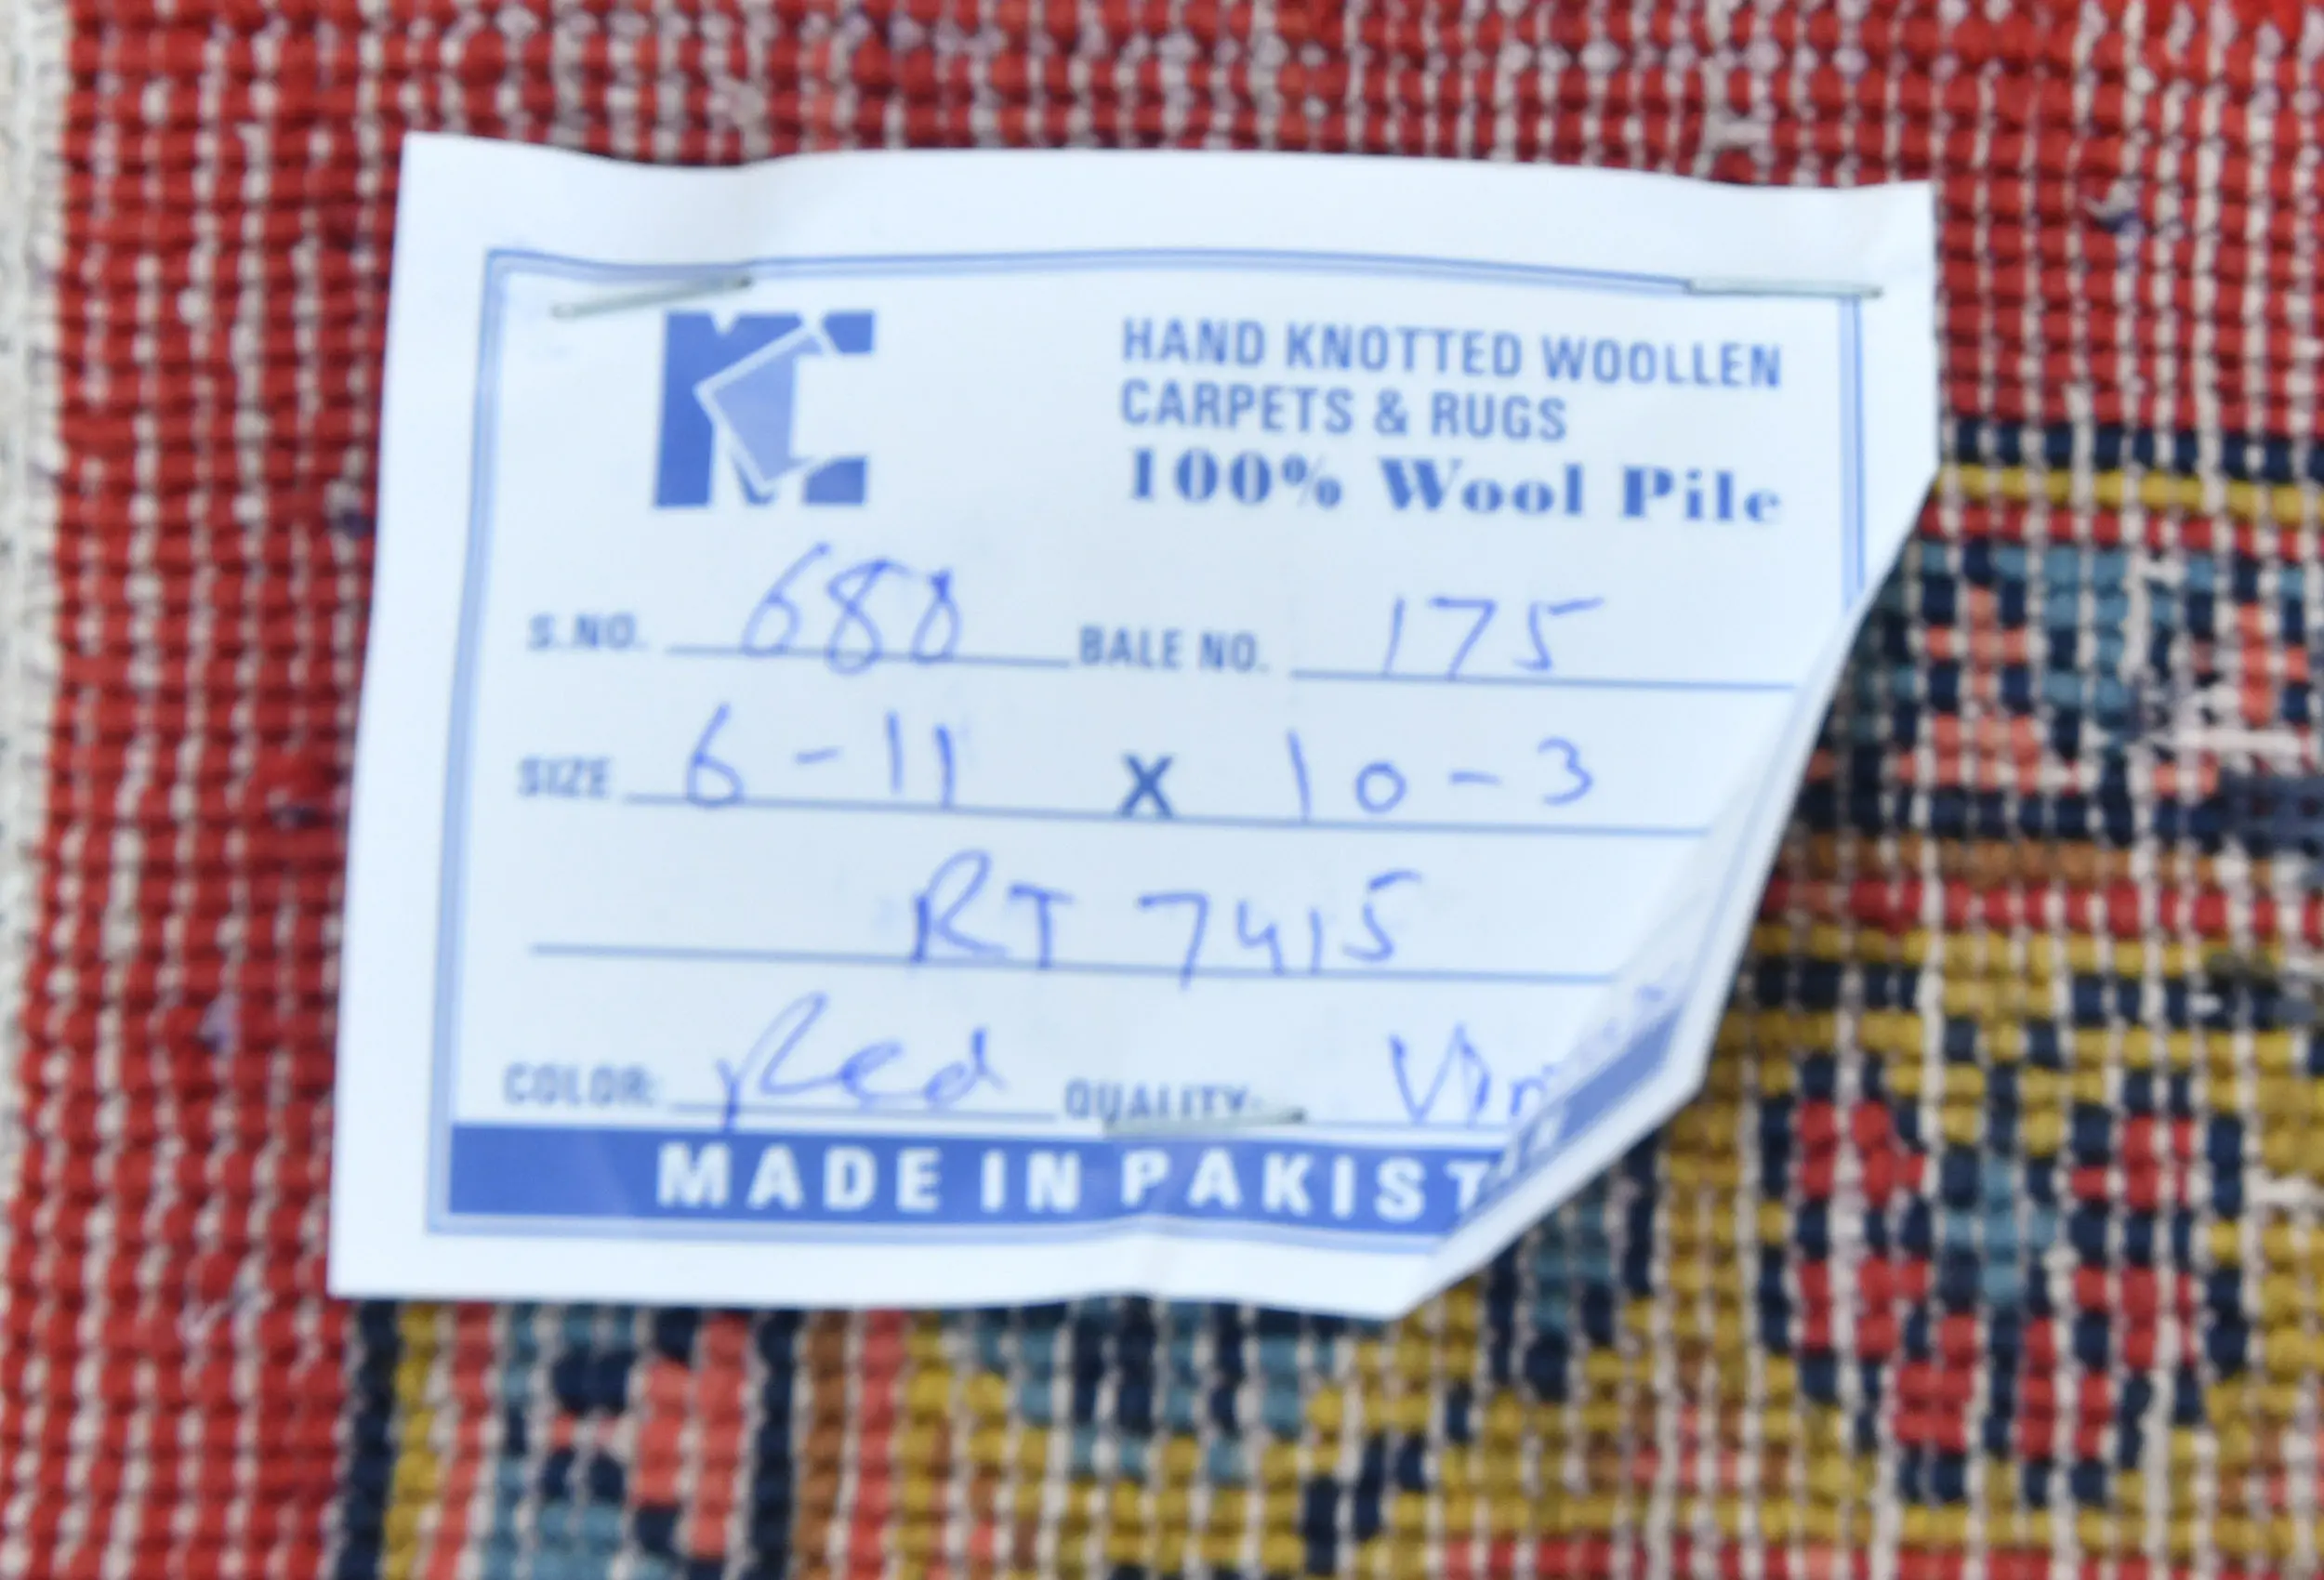 MC
HAND KNOTTED WOOLLEN
CARPETS & RUGS
100% Wool Pile
S.NO. 688 BALE NO. 175
SIZE 6-11 X 10-3
RT 7415
COLOR: Red QUALITY:
MADE IN PAKIST